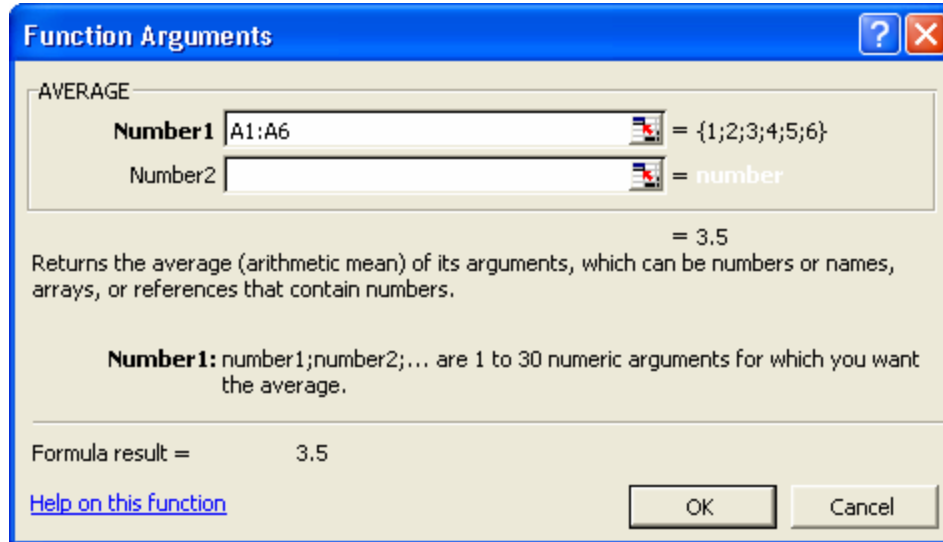 Function Arguments
AVERAGE
Number1 A1:A6 = {1;2;3;4;5;6}
Number2 = number
= 3.5
Returns the average (arithmetic mean) of its arguments, which can be numbers or names,
arrays, or references that contain numbers.
Number1: number1;number2;... are 1 to 30 numeric arguments for which you want
the average.
Formula result = 3.5
Help on this function OK Cancel